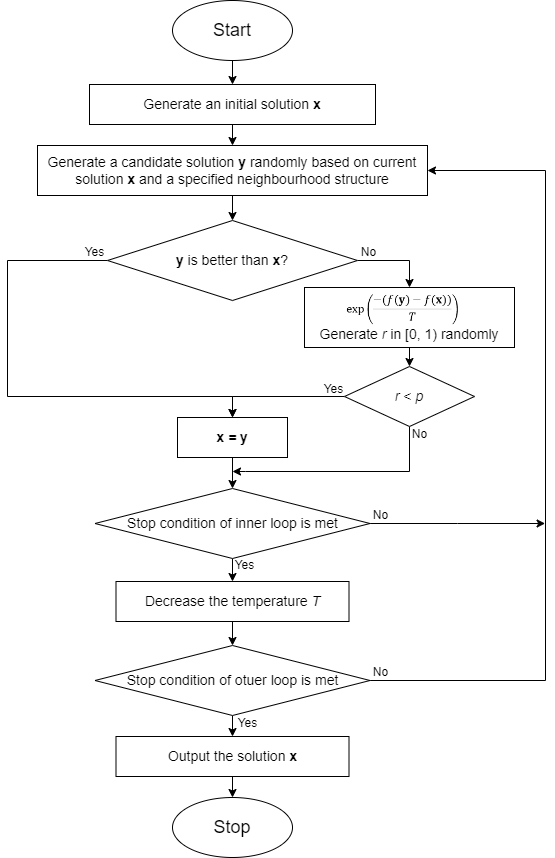 Start
Generate an initial solution x
Generate a candidate solution y randomly based on current
solution x and a specified neighbourhood structure
Yes
y is better than x?
No
exp(−(f(y) − f(x)) / T)
Generate r in [0, 1) randomly
Yes
r < p
No
x = y
Stop condition of inner loop is met
No
Yes
Decrease the temperature T
Stop condition of otuer loop is met
No
Yes
Output the solution x
Stop